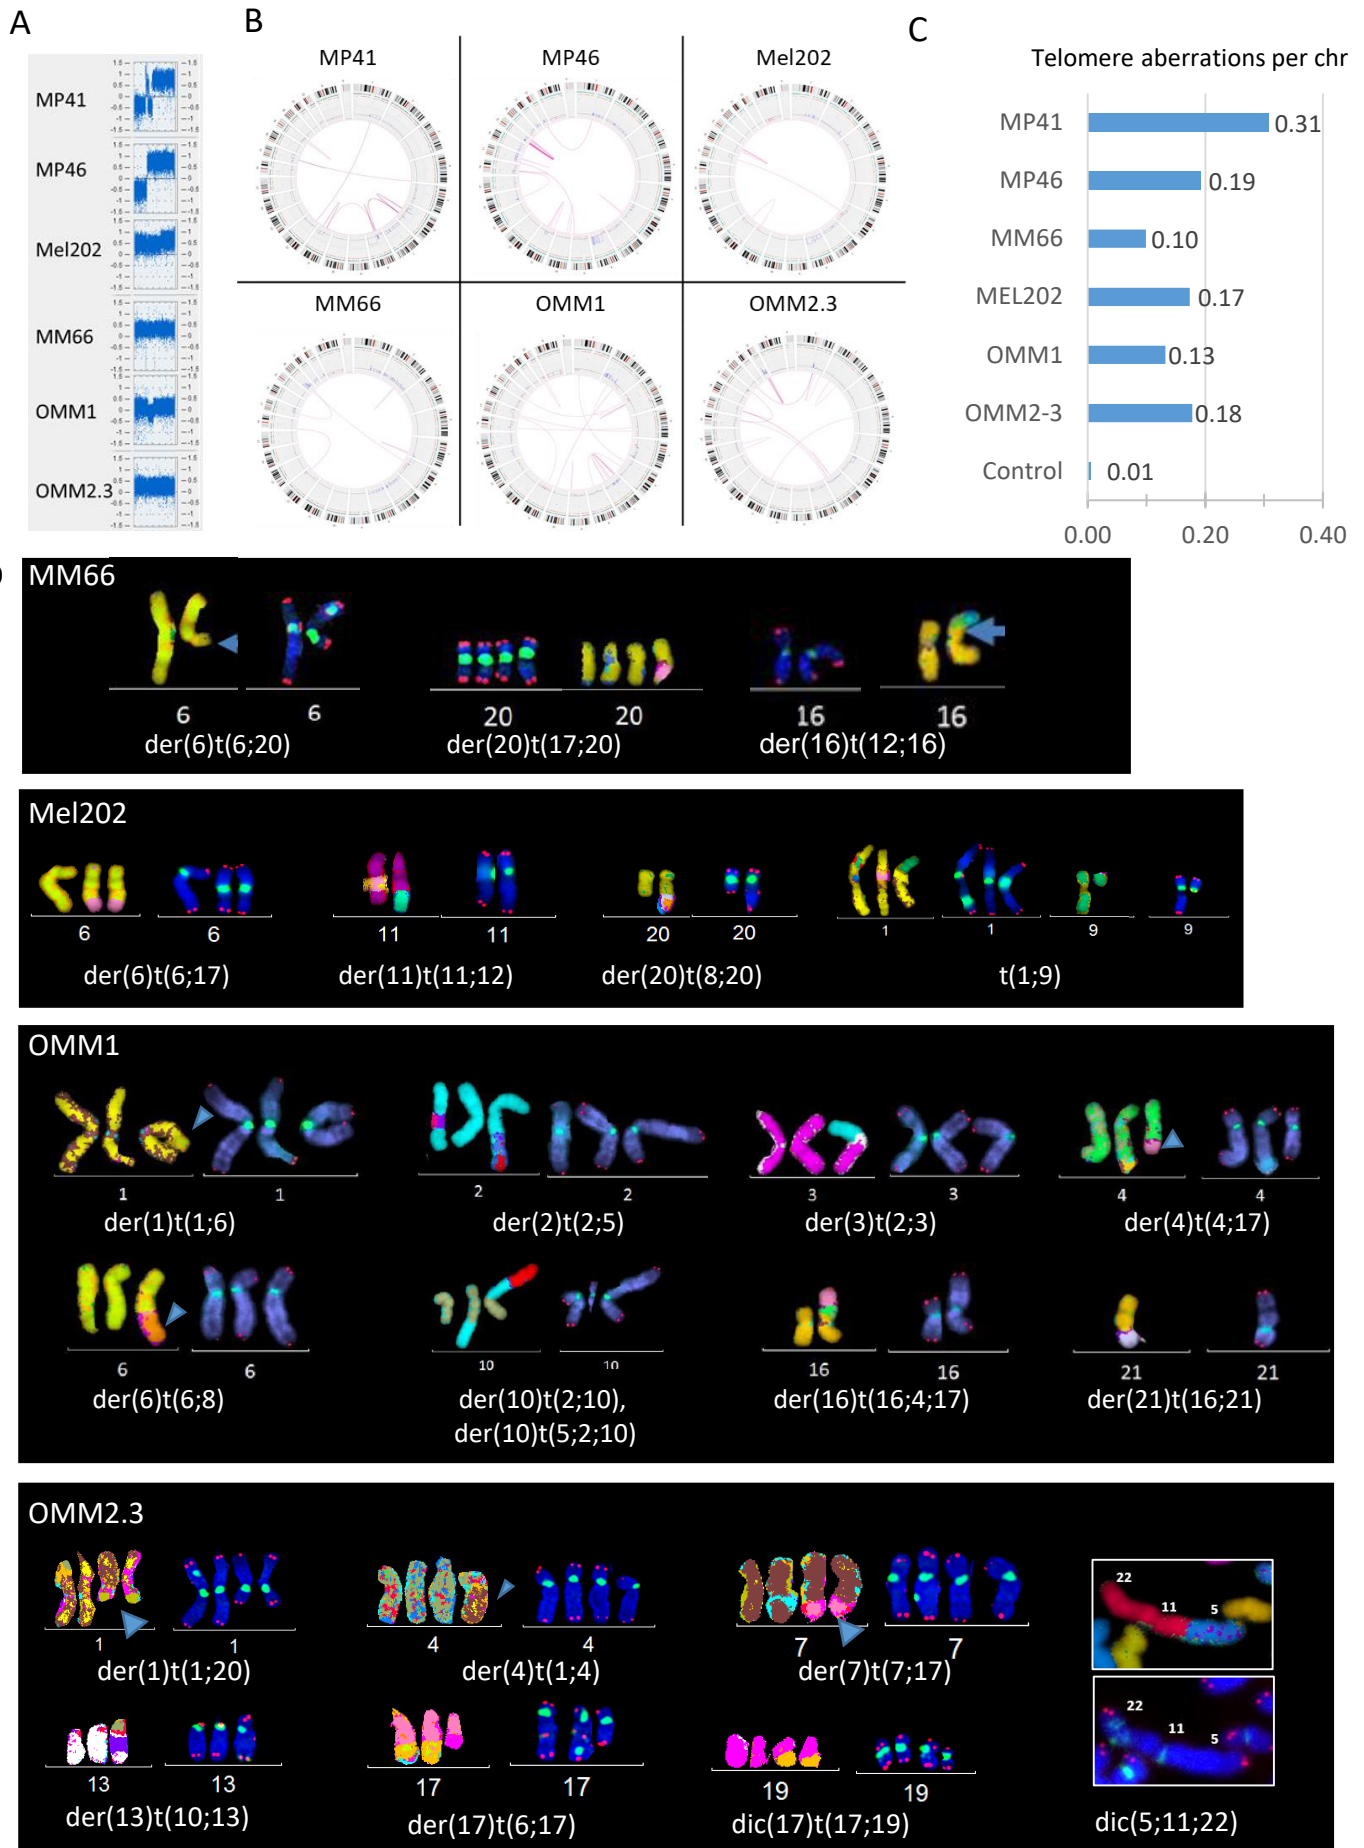 A
B
C
MP41
MP46
Mel202
MM66
OMM1
OMM2.3
MP41
MP46
Mel202
MM66
OMM1
OMM2.3
Telomere aberrations per chr
MP41
0.31
MP46
0.19
MM66
0.10
MEL202
0.17
OMM1
0.13
OMM2-3
0.18
Control
0.01
0.00 0.20 0.40
MM66
6 6 20 20 16 16
der(6)t(6;20) der(20)t(17;20) der(16)t(12;16)
Mel202
6 6 11 11 20 20 1 1 9 9
der(6)t(6;17) der(11)t(11;12) der(20)t(8;20) t(1;9)
OMM1
1 1 2 2 3 3 4 4
der(1)t(1;6) der(2)t(2;5) der(3)t(2;3) der(4)t(4;17)
6 6 10 10 16 16 21 21
der(6)t(6;8) der(10)t(2;10), der(16)t(16;4;17) der(21)t(16;21)
der(10)t(5;2;10)
OMM2.3
22 11 5
1 1 4 4 7 7
der(1)t(1;20) der(4)t(1;4) der(7)t(7;17)
22 11 5
13 13 17 17 19 19
der(13)t(10;13) der(17)t(6;17) dic(17)t(17;19) dic(5;11;22)